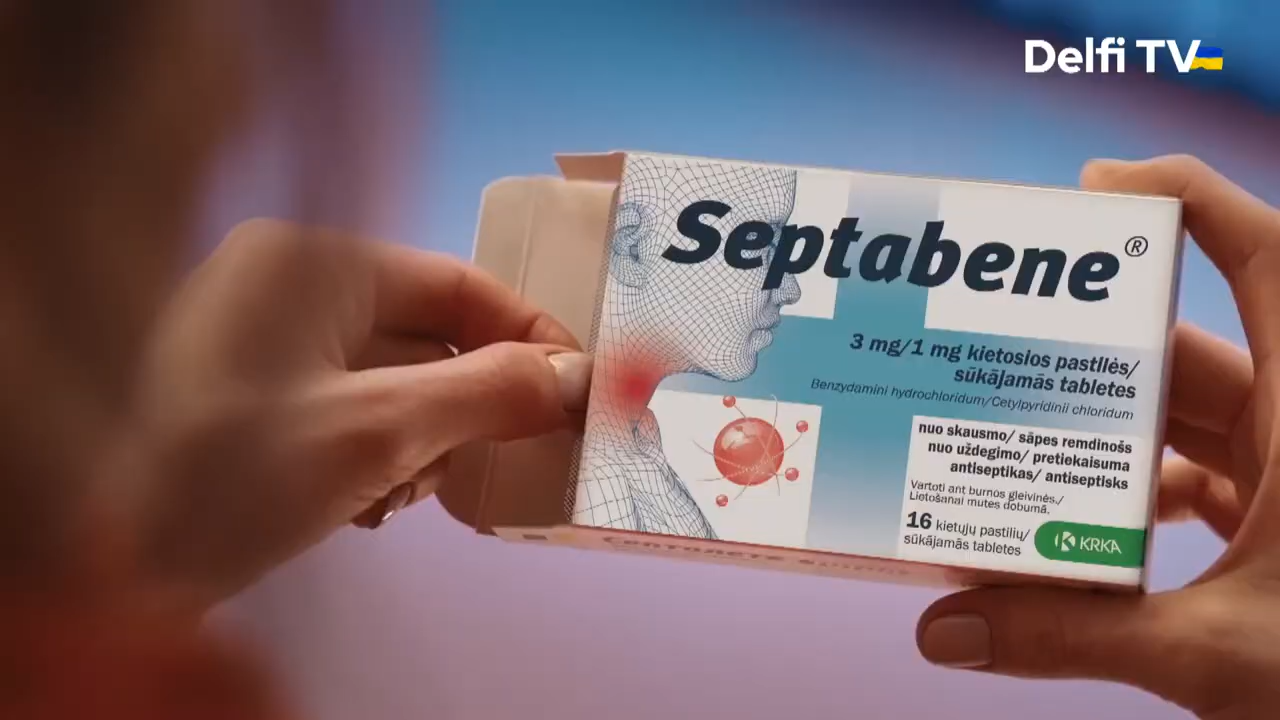 Delfi TV
Septabene®
3 mg/1 mg kietosios pastilės/
sūkājamās tabletes
Benzydamini hydrochloridum/Cetylpyridinii chloridum
nuo skausmo/ sāpes remdinošs
nuo uždegimo/ pretiekaisuma
antiseptikas/ antiseptisks
Vartoti ant burnos gleivinės./
Lietošanai mutes dobumā.
16 kietųjų pastilių/
sūkājamās tabletes
KRKA